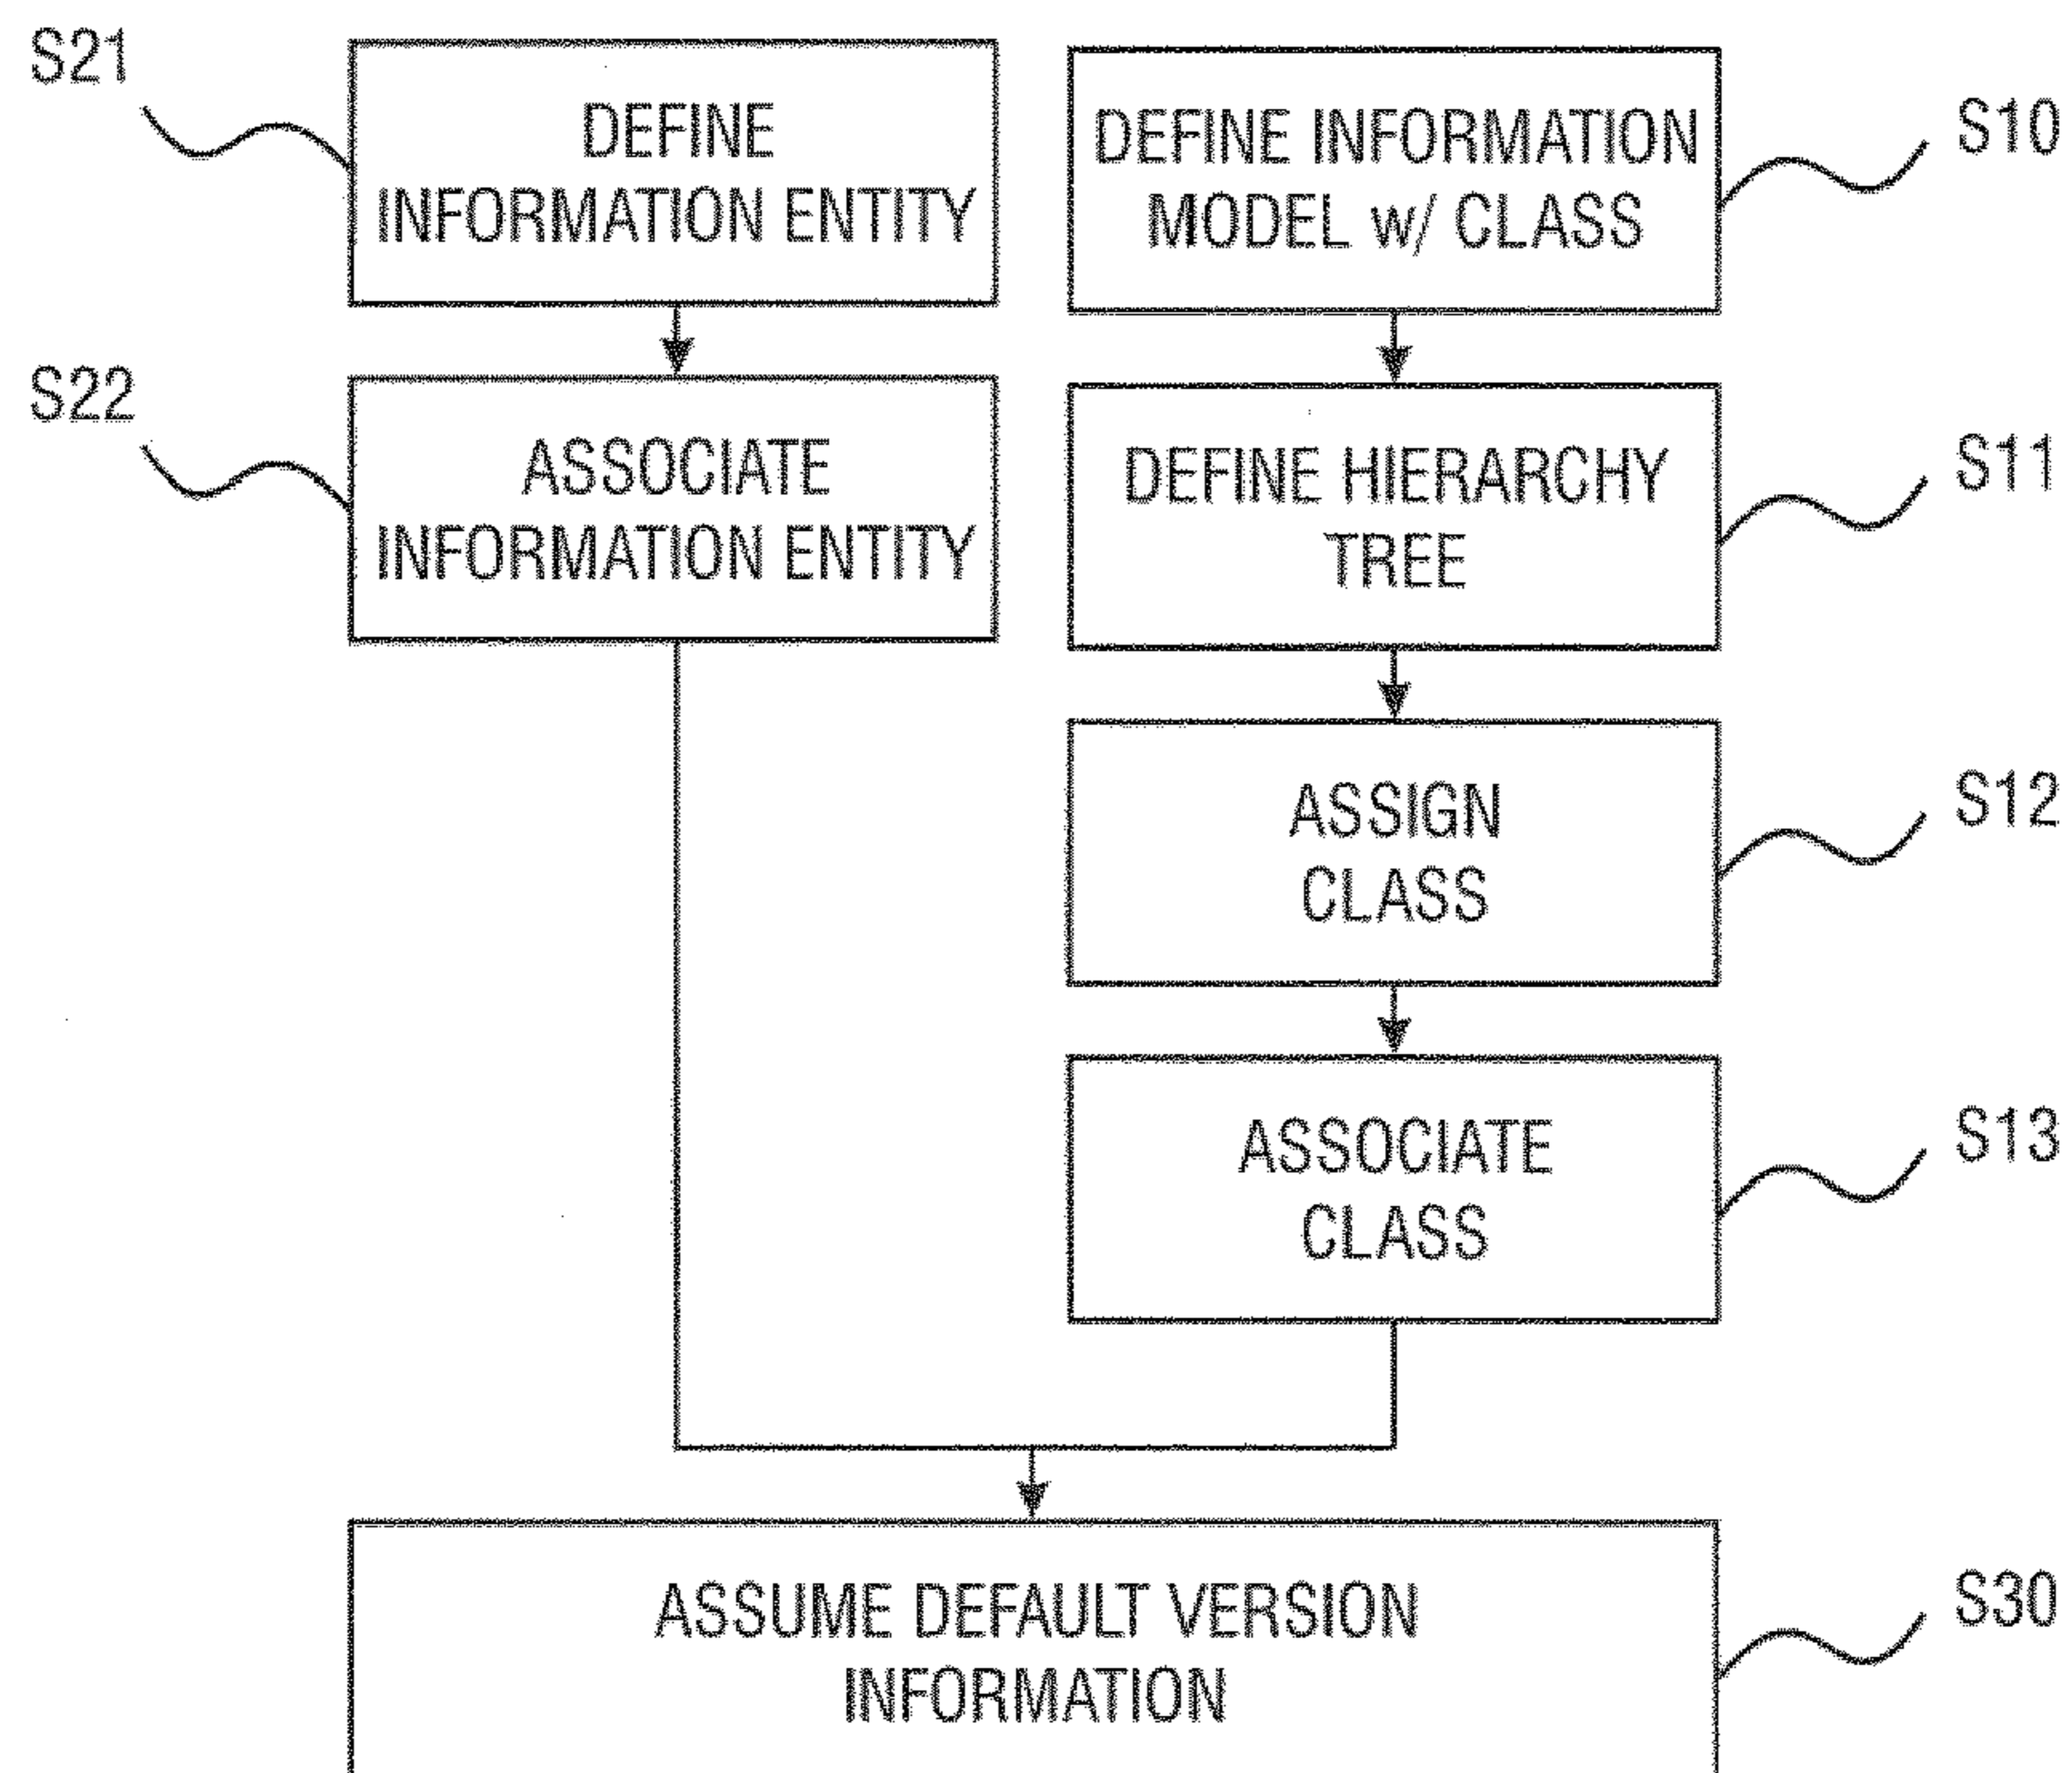 S21
DEFINE
INFORMATION ENTITY
DEFINE INFORMATION
MODEL w/ CLASS
S10
S22
ASSOCIATE
INFORMATION ENTITY
DEFINE HIERARCHY
TREE
S11
ASSIGN
CLASS
S12
ASSOCIATE
CLASS
S13
ASSUME DEFAULT VERSION
INFORMATION
S30